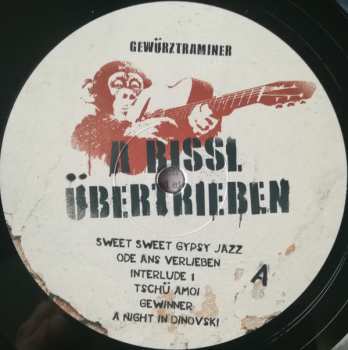 GEWÜRZTRAMINER
A BISSL
ÜBERTRIEBEN
SWEET SWEET GYPSY JAZZ
ODE ANS VERLIEBEN
INTERLUDE 1
TSCHÜ AMOI
GEWINNER
A NIGHT IN DINOVSKI
A